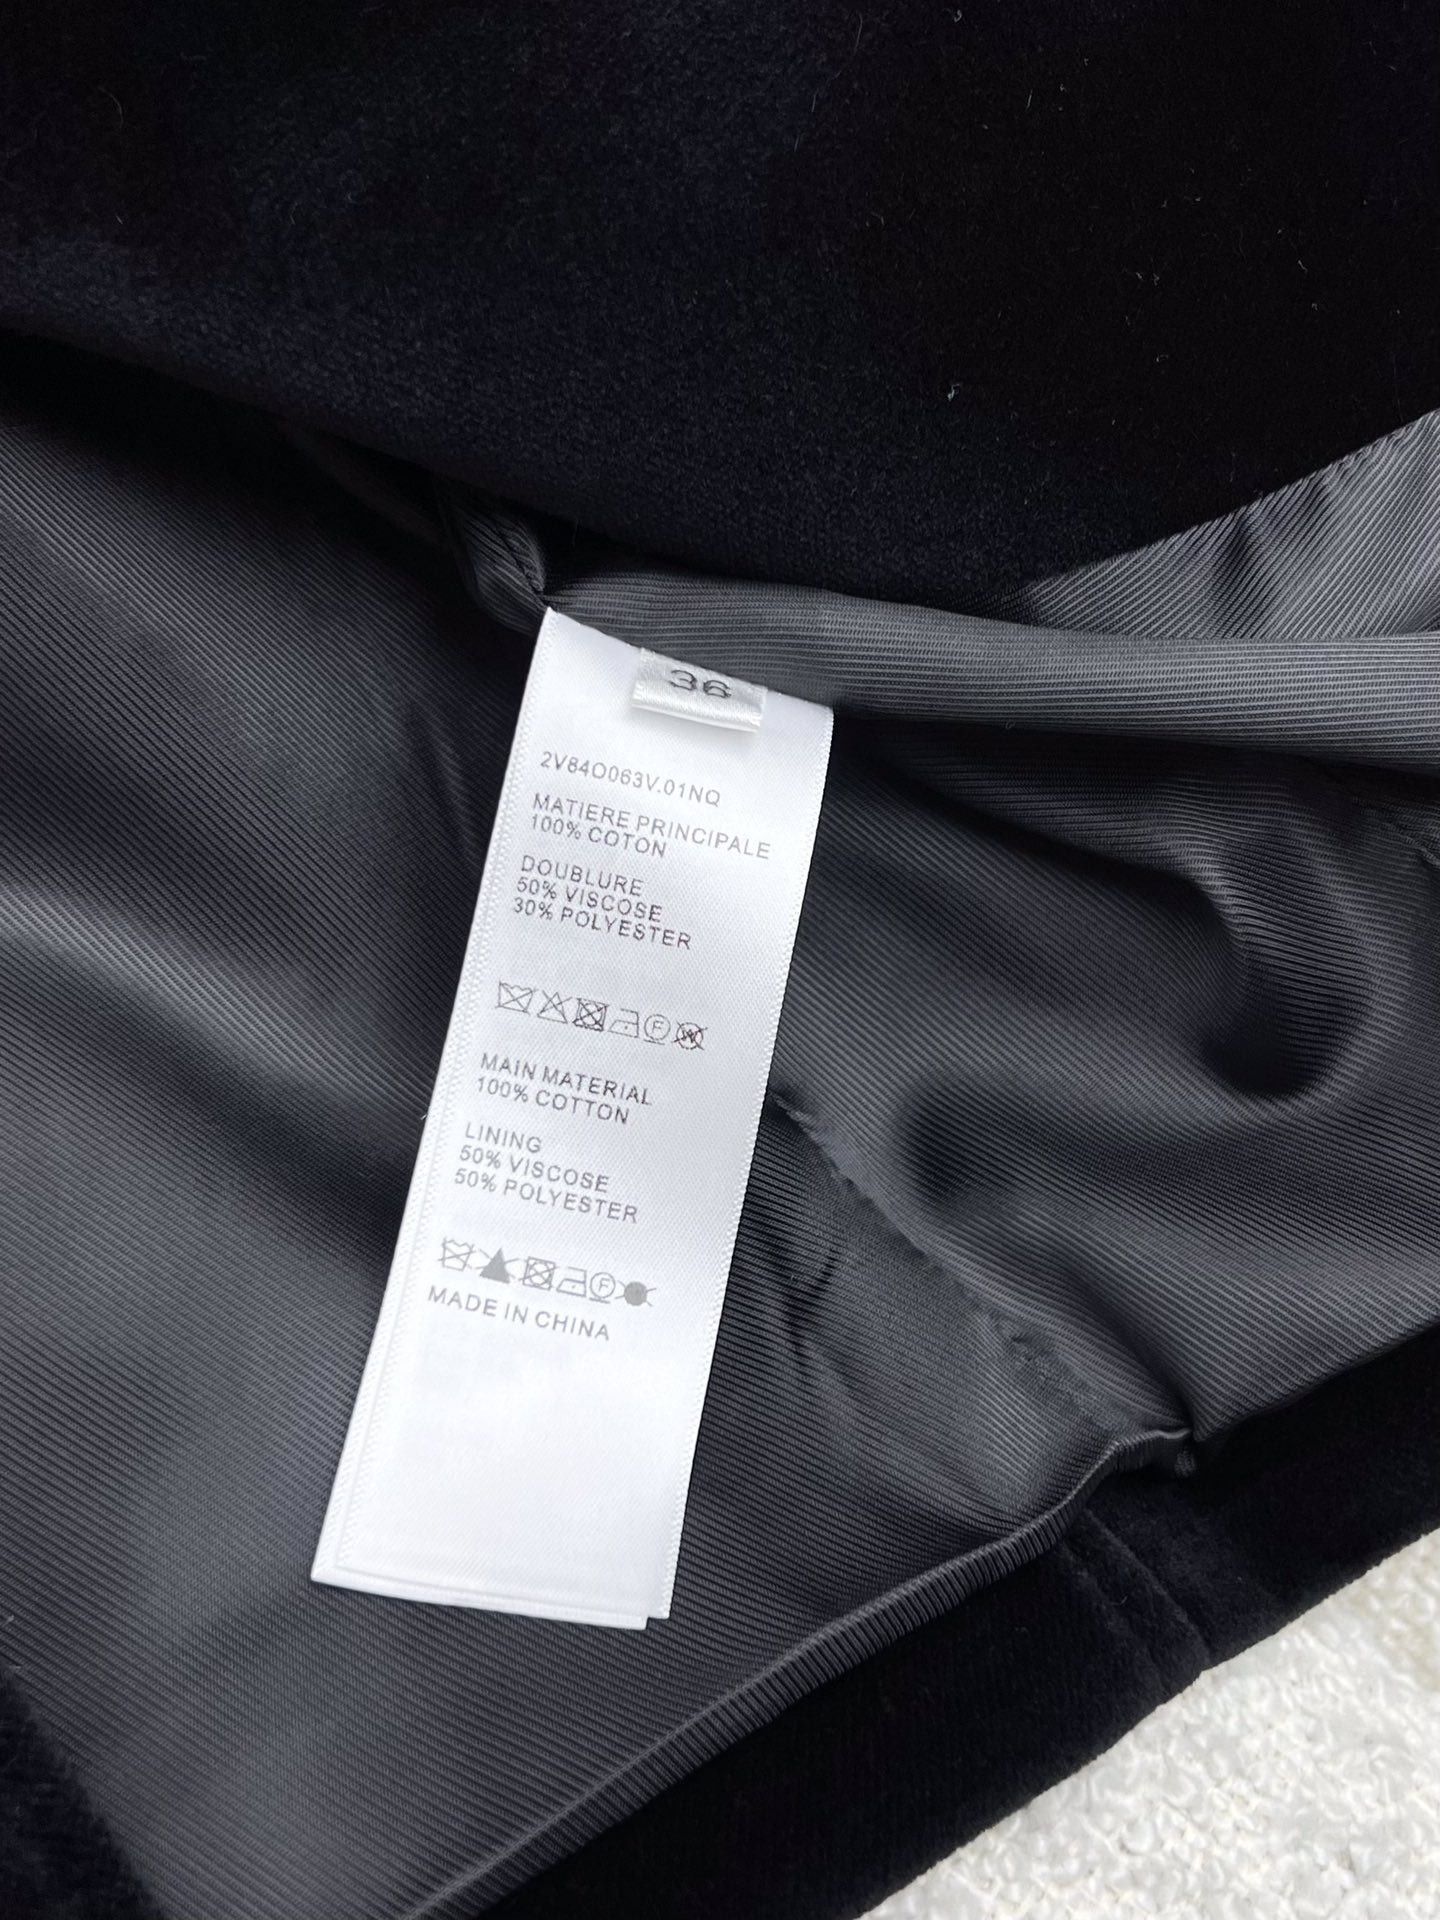 36
2V84O063V.01NQ
MATIERE PRINCIPALE
100% COTON
DOUBLURE
50% VISCOSE
30% POLYESTER
F
W
MAIN MATERIAL
100% COTTON
LINING
50% VISCOSE
50% POLYESTER
F
MADE IN CHINA